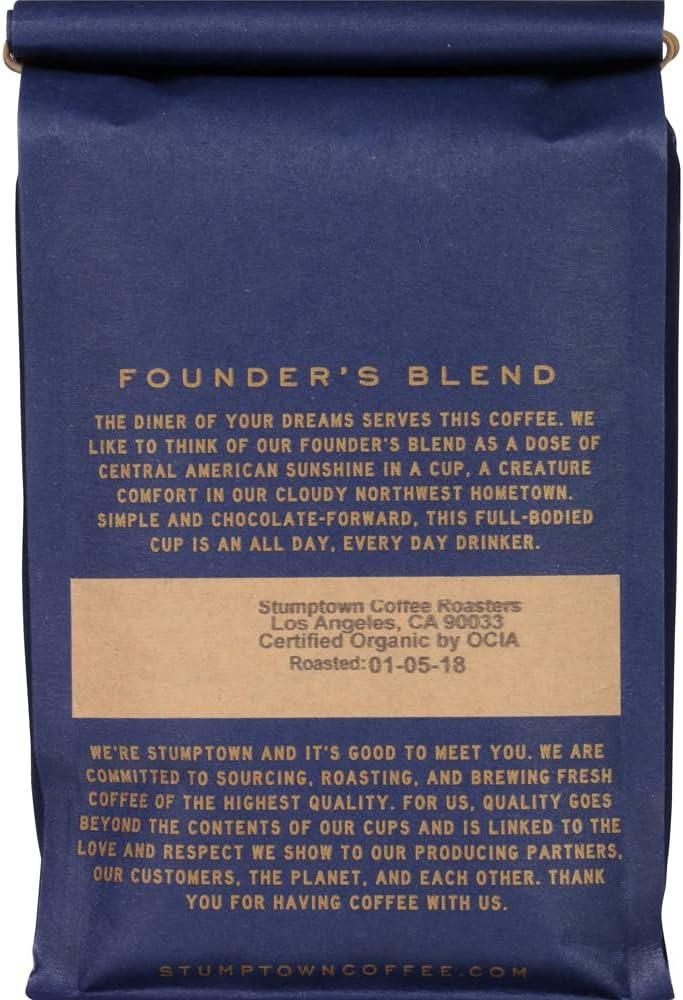 FOUNDER'S BLEND
THE DINER OF YOUR DREAMS SERVES THIS COFFEE. WE
LIKE TO THINK OF OUR FOUNDER'S BLEND AS A DOSE OF
CENTRAL AMERICAN SUNSHINE IN A CUP, A CREATURE
COMFORT IN OUR CLOUDY NORTHWEST HOMETOWN.
SIMPLE AND CHOCOLATE-FORWARD, THIS FULL-BODIED
CUP IS AN ALL DAY, EVERY DAY DRINKER.
Stumptown Coffee Roasters
Los Angeles, CA 90033
Certified Organic by OCIA
Roasted: 01-05-18
WE'RE STUMPTOWN AND IT'S GOOD TO MEET YOU. WE ARE
COMMITTED TO SOURCING, ROASTING, AND BREWING FRESH
COFFEE OF THE HIGHEST QUALITY. FOR US, QUALITY GOES
BEYOND THE CONTENTS OF OUR CUPS AND IS LINKED TO THE
LOVE AND RESPECT WE SHOW TO OUR PRODUCING PARTNERS,
OUR CUSTOMERS, THE PLANET, AND EACH OTHER. THANK
YOU FOR HAVING COFFEE WITH US.
STUMPTOWNCOFFEE.COM